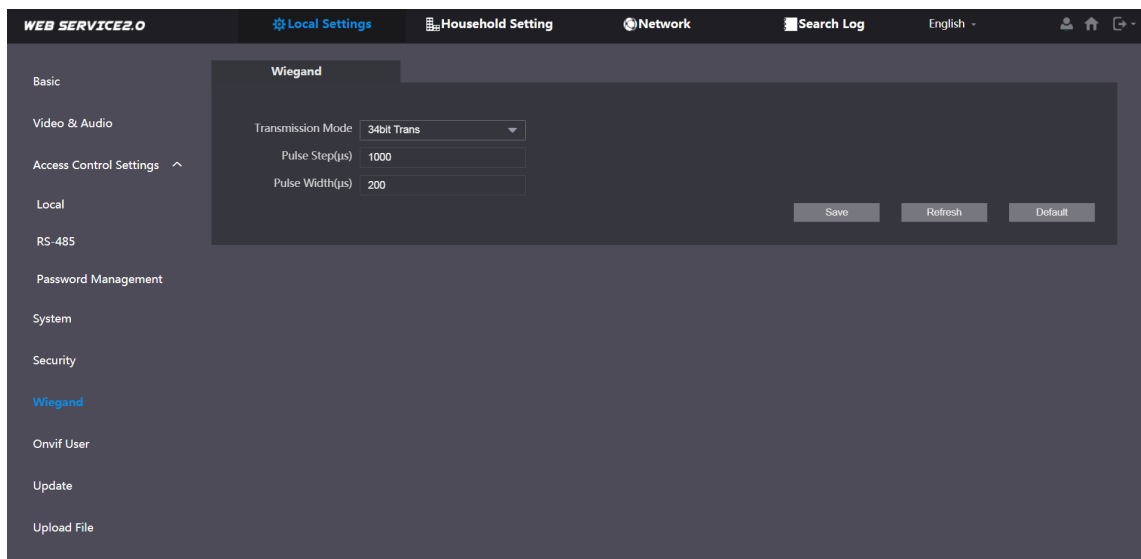 WEB SERVICE2.0 Local Settings Household Setting Network Search Log English
Basic
Video & Audio
Access Control Settings
Local
RS-485
Password Management
System
Security
Wiegand
Onvif User
Update
Upload File
Wiegand
Transmission Mode 34bit Trans
Pulse Step(μs) 1000
Pulse Width(μs) 200
Save Refresh Default